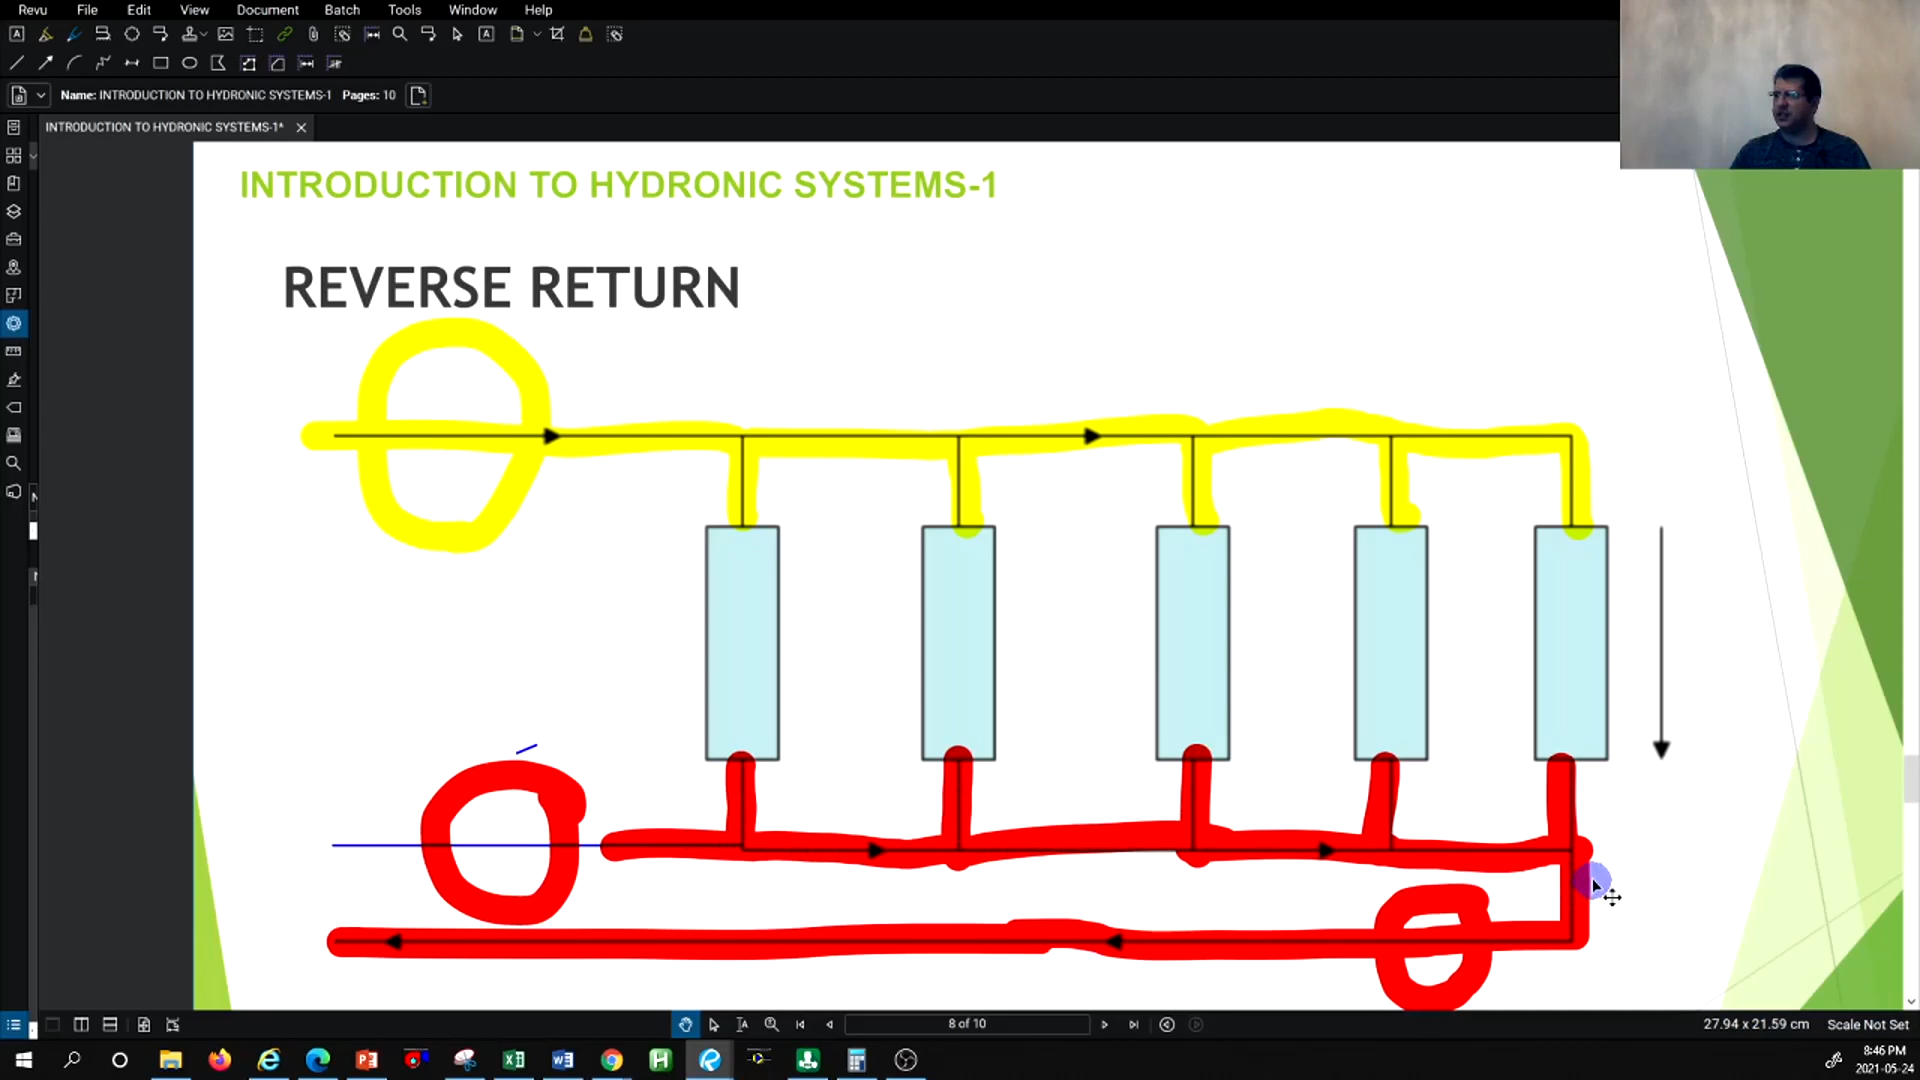 Revu File Edit View Document Batch Tools Window Help
Name: INTRODUCTION TO HYDRONIC SYSTEMS-1 Pages: 10
INTRODUCTION TO HYDRONIC SYSTEMS-1*
INTRODUCTION TO HYDRONIC SYSTEMS-1
REVERSE RETURN
8 of 10
27.94 x 21.59 cm Scale Not Set
8:46 PM
2021-05-24